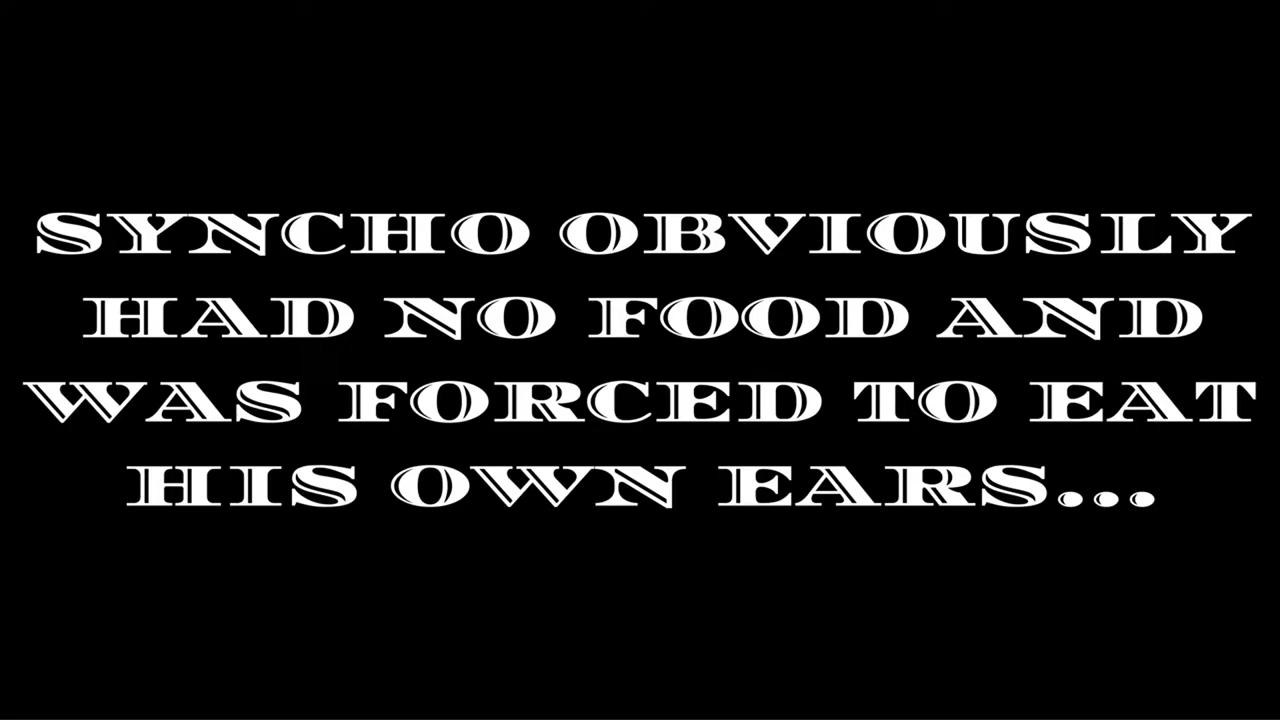 SYNCHO OBVIOUSLY
HAD NO FOOD AND
WAS FORCED TO EAT
HIS OWN EARS...